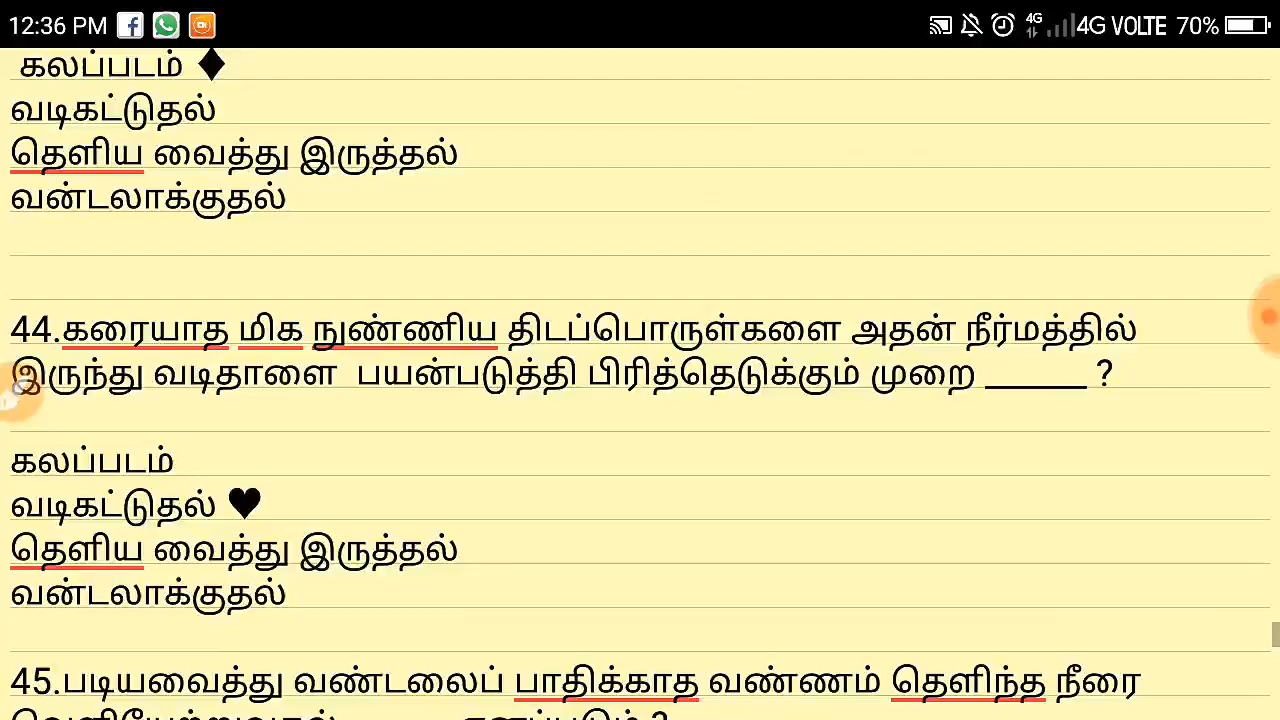 12:36 PM 4G 4G VOLTE 70%
கலப்படம் ♦
வடிகட்டுதல்
தெளிய வைத்து இருத்தல்
வன்டலாக்குதல்
44.கரையாத மிக நுண்ணிய திடப்பொருள்களை அதன் நீர்மத்தில்
இருந்து வடிதாளை பயன்படுத்தி பிரித்தெடுக்கும் முறை ______ ?
கலப்படம்
வடிகட்டுதல் ♥
தெளிய வைத்து இருத்தல்
வன்டலாக்குதல்
45.படியவைத்து வண்டலைப் பாதிக்காத வண்ணம் தெளிந்த நீரை